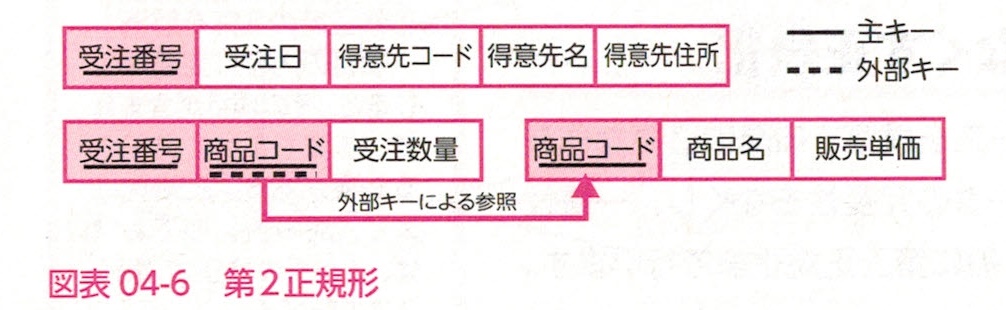 受注番号 受注日 得意先コード 得意先名 得意先住所
主キー
外部キー
受注番号 商品コード 受注数量 商品コード 商品名 販売単価
外部キーによる参照
図表 04-6 第2正規形